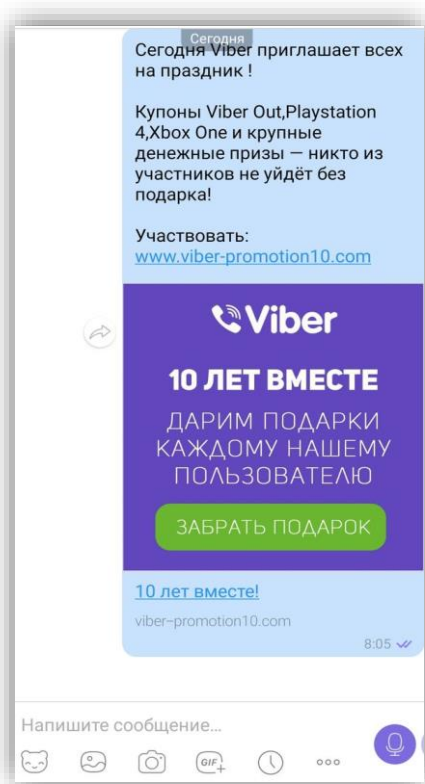 Сегодня
Сегодня Viber приглашает всех
на праздник !
Купоны Viber Out,Playstation
4,Xbox One и крупные
денежные призы — никто из
участников не уйдёт без
подарка!
Участвовать:
www.viber-promotion10.com
Viber
10 ЛЕТ ВМЕСТЕ
ДАРИМ ПОДАРКИ
КАЖДОМУ НАШЕМУ
ПОЛЬЗОВАТЕЛЮ
ЗАБРАТЬ ПОДАРОК
10 лет вместе!
viber-promotion10.com
8:05
Напишите сообщение...
GIF